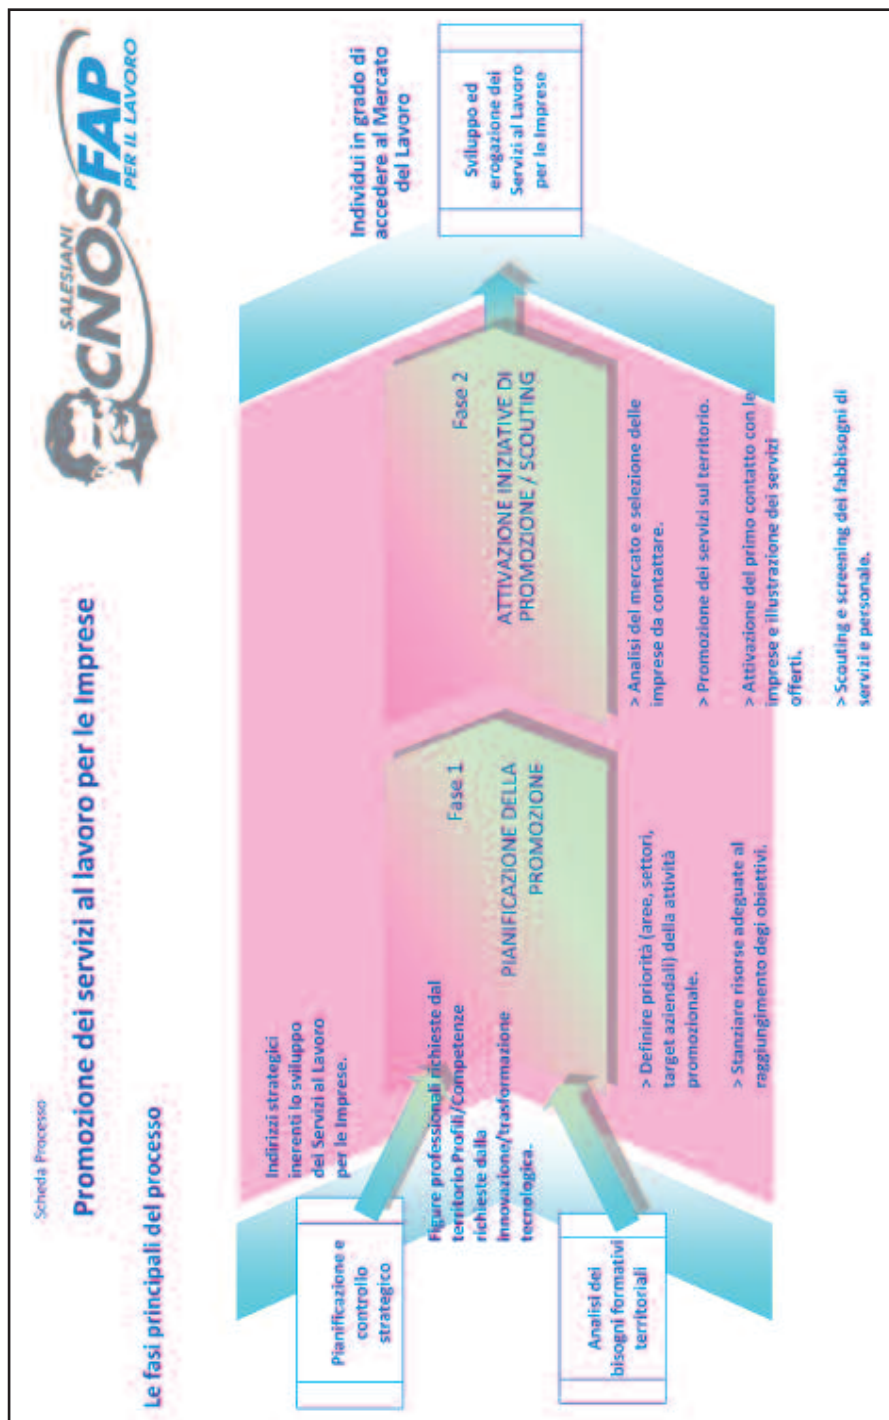 Scheda Processo
Promozione dei servizi al lavoro per le Imprese
SALESIANI
CNOSFAP
PER IL LAVORO
Le fasi principali del processo
Pianificazione e
controllo
strategico
Indirizzi strategici
inerenti lo sviluppo
dei Servizi al Lavoro
per le Imprese.
Figure professionali richieste dal
territorio Profili/Competenze
richieste dalla
innovazione/trasformazione
tecnologica.
Analisi dei
bisogni formativi
territoriali
Fase 1
PIANIFICAZIONE DELLA
PROMOZIONE
> Definire priorità (aree, settori,
target aziendali) della attività
promozionale.
> Stanziare risorse adeguate al
raggiungimento degi obiettivi.
Fase 2
ATTIVAZIONE INIZIATIVE DI
PROMOZIONE / SCOUTING
> Analisi del mercato e selezione delle
imprese da contattare.
> Promozione dei servizi sul territorio.
> Attivazione del primo contatto con le
imprese e illustrazione dei servizi
offerti.
> Scouting e screening dei fabbisogni di
servizi e personale.
Individui in grado di
accedere al Mercato
del Lavoro
Sviluppo ed
erogazione dei
Servizi al Lavoro
per le Imprese